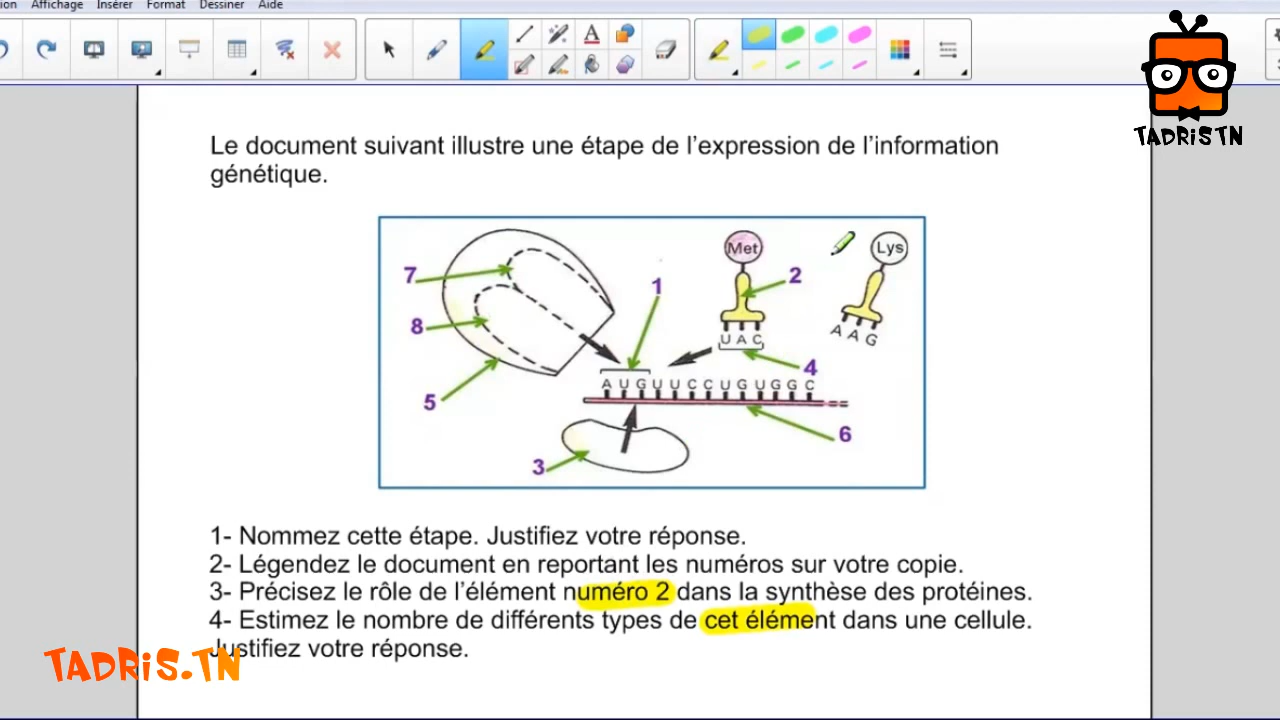 Affichage Insérer Format Dessiner Aide
TADRiSTN
Le document suivant illustre une étape de l’expression de l’information
génétique.
Met
Lys
7
1
2
8
A A G
U A C
4
A U G U U C C U G U G G C
5
6
3
1- Nommez cette étape. Justifiez votre réponse.
2- Légendez le document en reportant les numéros sur votre copie.
3- Précisez le rôle de l’élément numéro 2 dans la synthèse des protéines.
4- Estimez le nombre de différents types de cet élément dans une cellule.
Justifiez votre réponse.
TADRiS.TN